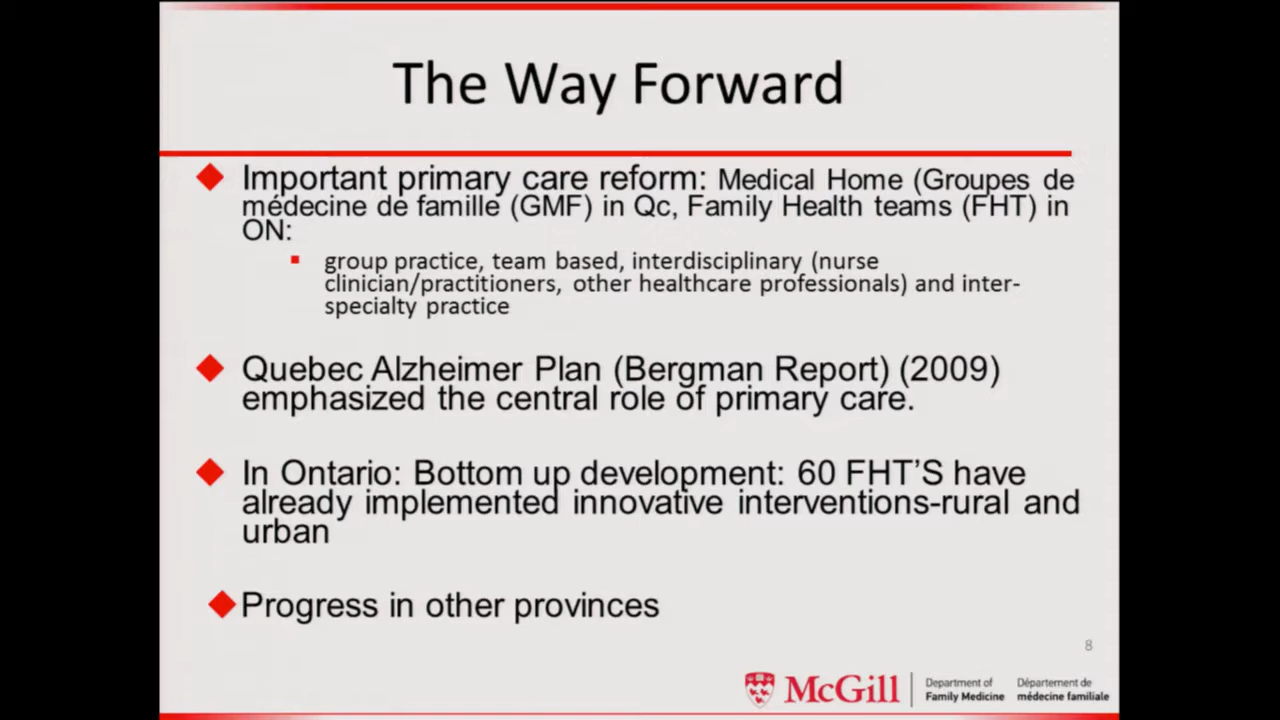 The Way Forward
Important primary care reform: Medical Home (Groupes de
médecine de famille (GMF) in Qc, Family Health teams (FHT) in
ON:
group practice, team based, interdisciplinary (nurse
clinician/practitioners, other healthcare professionals) and inter-
specialty practice
Quebec Alzheimer Plan (Bergman Report) (2009)
emphasized the central role of primary care.
In Ontario: Bottom up development: 60 FHT'S have
already implemented innovative interventions-rural and
urban
Progress in other provinces
8
McGill
Department of
Family Medicine
Département de
médecine familiale